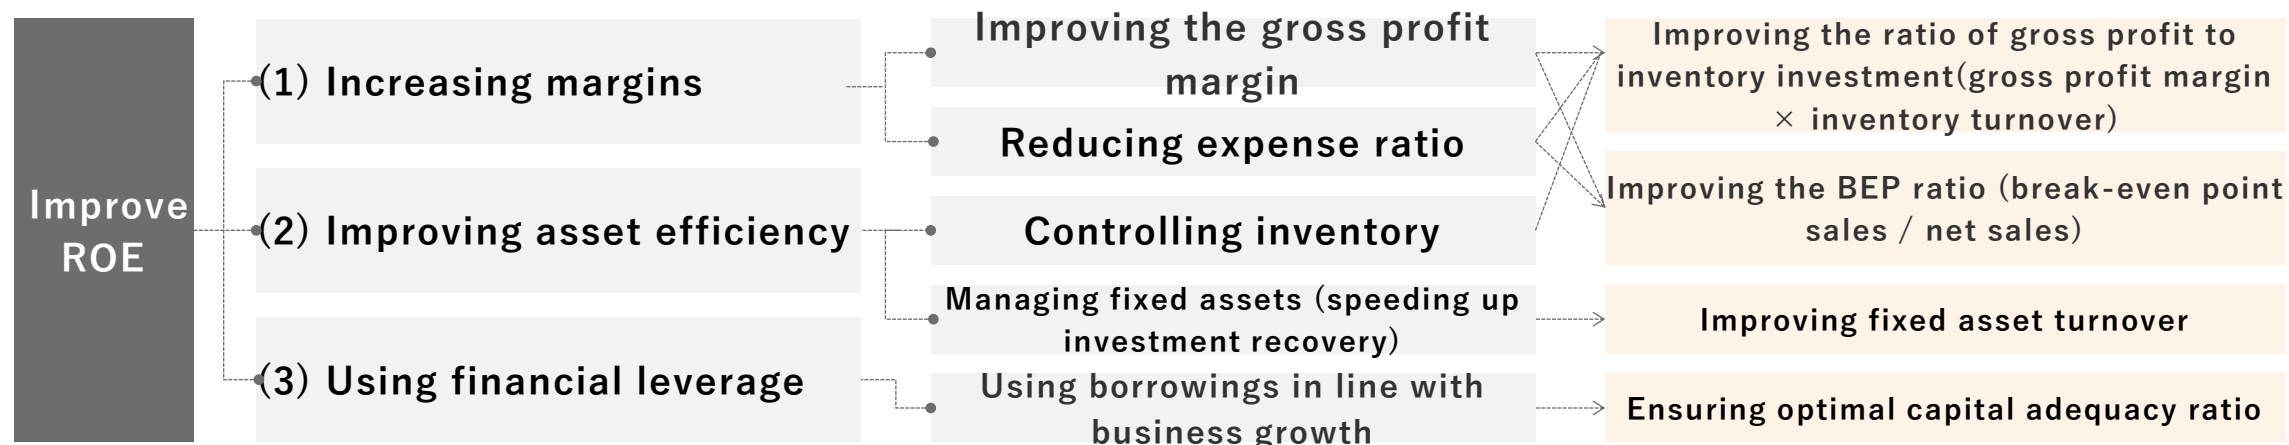 Improve
ROE
(1) Increasing margins
(2) Improving asset efficiency
(3) Using financial leverage
Improving the gross profit
margin
Reducing expense ratio
Controlling inventory
Managing fixed assets (speeding up
investment recovery)
Using borrowings in line with
business growth
Improving the ratio of gross profit to
inventory investment(gross profit margin
× inventory turnover)
Improving the BEP ratio (break-even point
sales / net sales)
Improving fixed asset turnover
Ensuring optimal capital adequacy ratio